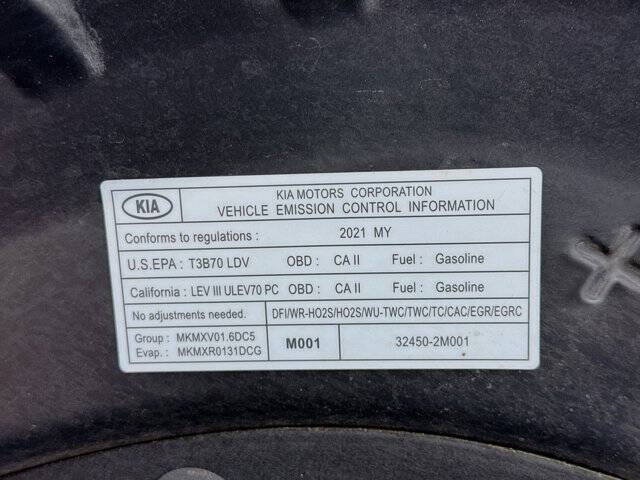 KIA
KIA MOTORS CORPORATION
VEHICLE EMISSION CONTROL INFORMATION
Conforms to regulations : 2021 MY
U.S.EPA : T3B70 LDV OBD : CA II Fuel : Gasoline
California : LEV III ULEV70 PC OBD : CA II Fuel : Gasoline
No adjustments needed. DFI/WR-HO2S/HO2S/WU-TWC/TWC/TC/CAC/EGR/EGRC
Group : MKMXV01.6DC5
Evap. : MKMXR0131DCG
M001 32450-2M001